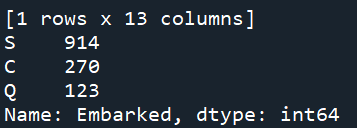 [1 rows x 13 columns]
S    914
C    270
Q    123
Name: Embarked, dtype: int64